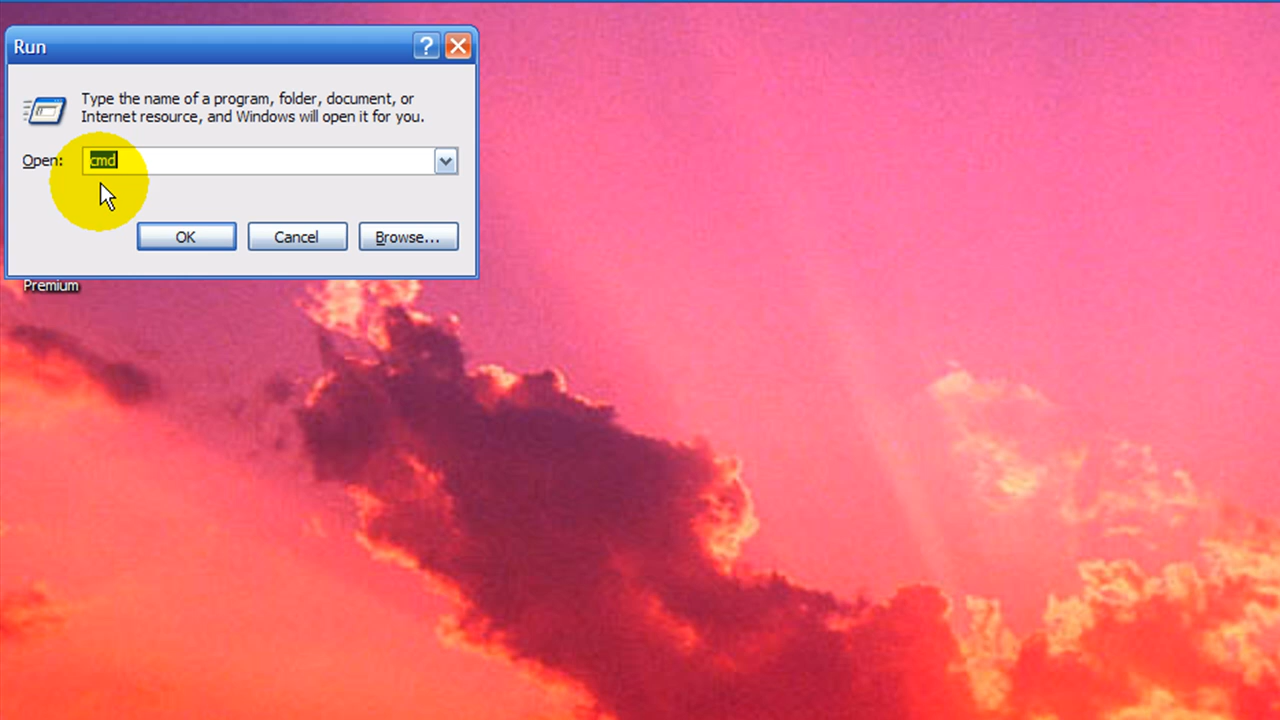 Run
Type the name of a program, folder, document, or
Internet resource, and Windows will open it for you.
Open: cmd
OK Cancel Browse...
Premium